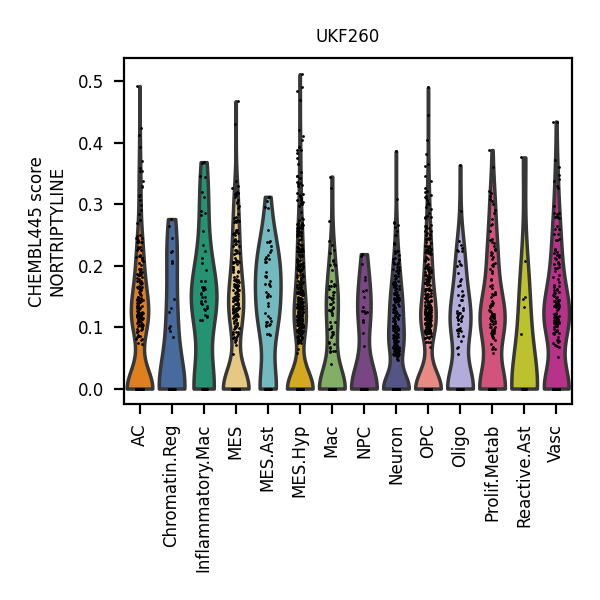 UKF260
CHEMBL445 score
NORTRIPTYLINE
0.5
0.4
0.3
0.2
0.1
0.0
AC
Chromatin.Reg
Inflammatory.Mac
MES
MES.Ast
MES.Hyp
Mac
NPC
Neuron
OPC
Oligo
Prolif.Metab
Reactive.Ast
Vasc